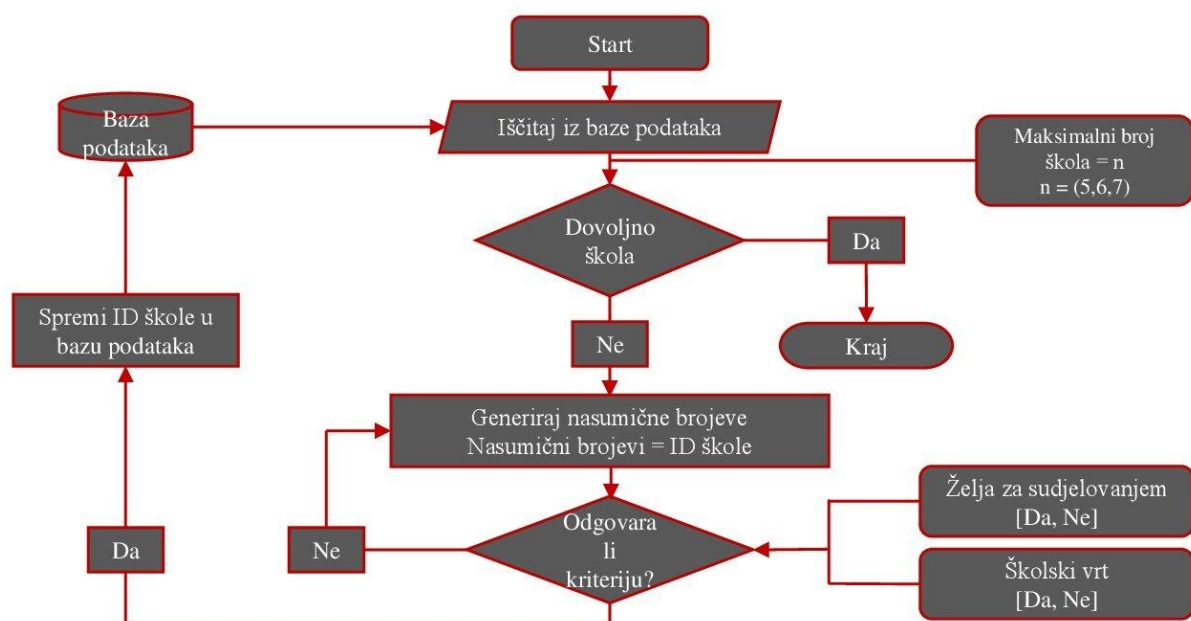 Start
Baza
podataka
Iščitaj iz baze podataka
Maksimalni broj
škola = n
n = (5,6,7)
Dovoljno
škola
Da
Spremi ID škole u
bazu podataka
Ne
Kraj
Generiraj nasumične brojeve
Nasumični brojevi = ID škole
Želja za sudjelovanjem
[Da, Ne]
Da
Ne
Odgovara
li
kriteriju?
Školski vrt
[Da, Ne]